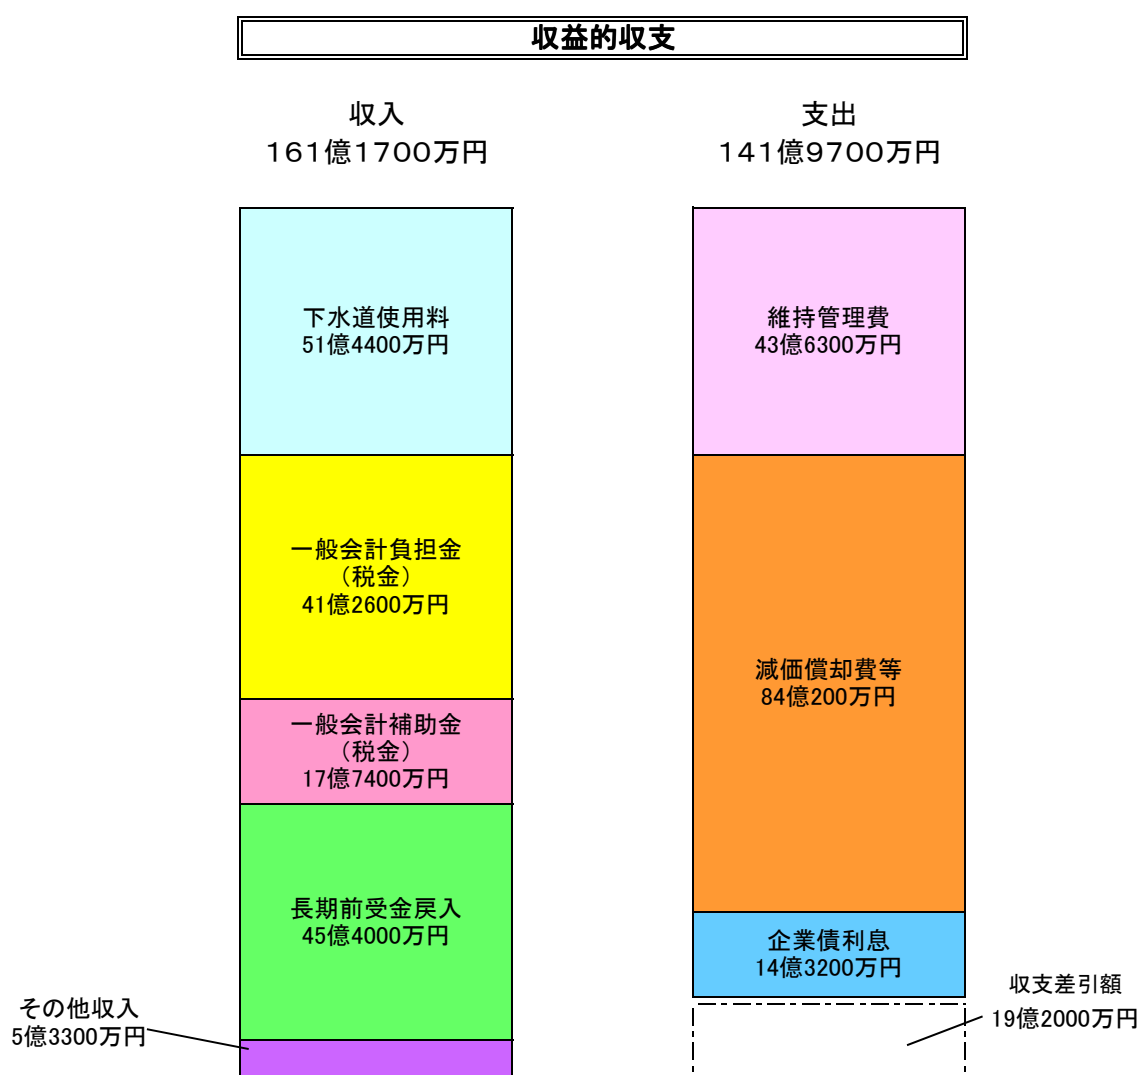 収益的収支
収入
161億1700万円
支出
141億9700万円
下水道使用料
51億4400万円
一般会計負担金
（税金）
41億2600万円
一般会計補助金
（税金）
17億7400万円
長期前受金戻入
45億4000万円
その他収入
5億3300万円
維持管理費
43億6300万円
減価償却費等
84億200万円
企業債利息
14億3200万円
収支差引額
19億2000万円